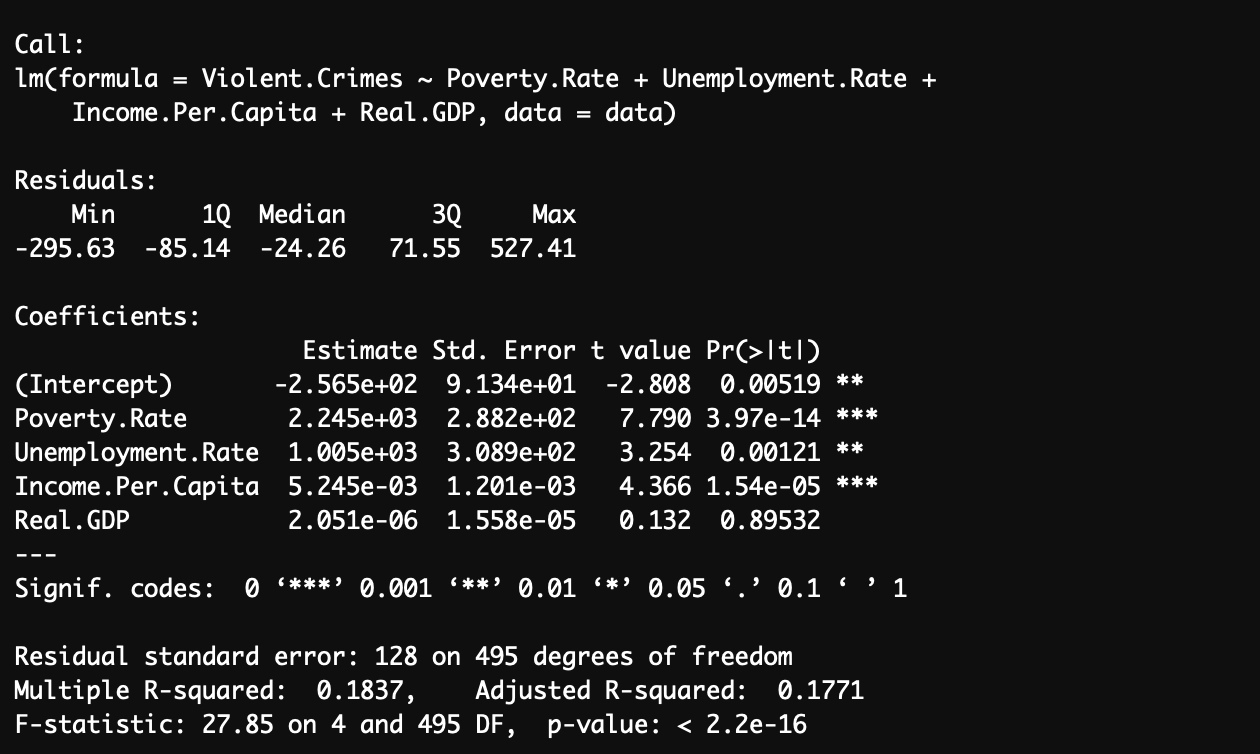 Call:
lm(formula = Violent.Crimes ~ Poverty.Rate + Unemployment.Rate +
    Income.Per.Capita + Real.GDP, data = data)

Residuals:
    Min      1Q  Median      3Q     Max
-295.63  -85.14  -24.26   71.55  527.41

Coefficients:
                    Estimate Std. Error t value Pr(>|t|)
(Intercept)       -2.565e+02  9.134e+01  -2.808  0.00519 **
Poverty.Rate       2.245e+03  2.882e+02   7.790 3.97e-14 ***
Unemployment.Rate  1.005e+03  3.089e+02   3.254  0.00121 **
Income.Per.Capita  5.245e-03  1.201e-03   4.366 1.54e-05 ***
Real.GDP           2.051e-06  1.558e-05   0.132  0.89532
---
Signif. codes:  0 ‘***’ 0.001 ‘**’ 0.01 ‘*’ 0.05 ‘.’ 0.1 ‘ ’ 1

Residual standard error: 128 on 495 degrees of freedom
Multiple R-squared:  0.1837,    Adjusted R-squared:  0.1771
F-statistic: 27.85 on 4 and 495 DF,  p-value: < 2.2e-16